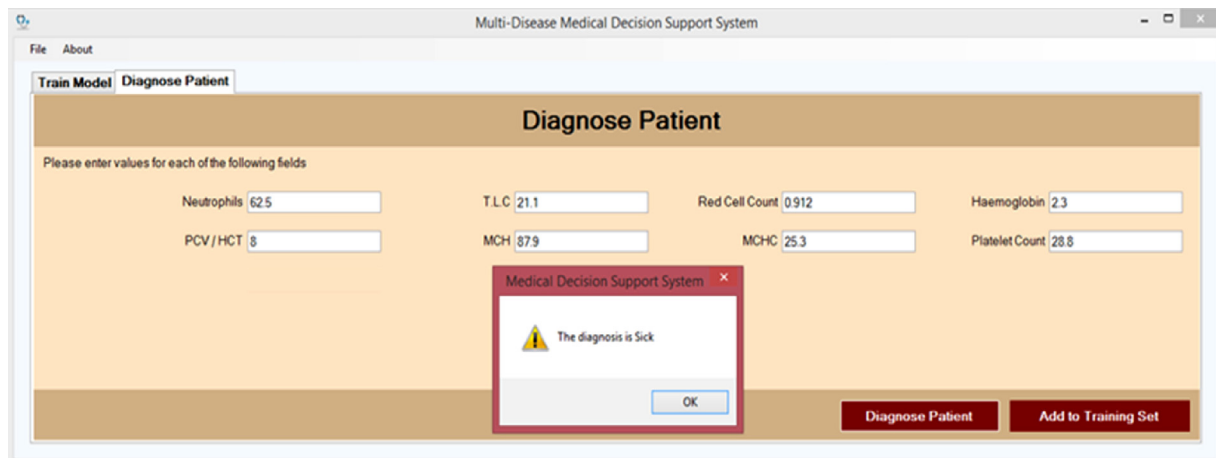 Multi-Disease Medical Decision Support System
File About
Train Model Diagnose Patient
Diagnose Patient
Please enter values for each of the following fields
Neutrophils 62.5 T.L.C 21.1 Red Cell Count 0.912 Haemoglobin 2.3
PCV / HCT 8 MCH 87.9 MCHC 25.3 Platelet Count 28.8
Medical Decision Support System
The diagnosis is Sick
OK
Diagnose Patient Add to Training Set